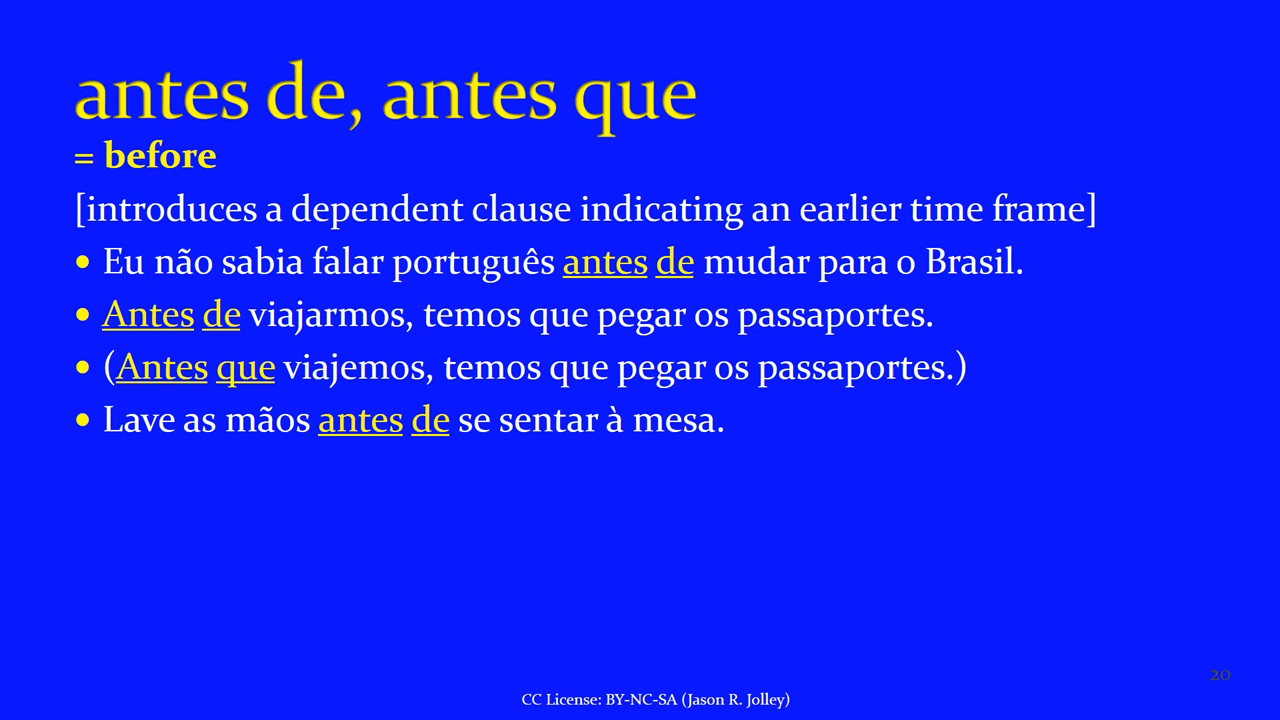 antes de, antes que
= before
[introduces a dependent clause indicating an earlier time frame]
• Eu não sabia falar português antes de mudar para o Brasil.
• Antes de viajarmos, temos que pegar os passaportes.
• (Antes que viajemos, temos que pegar os passaportes.)
• Lave as mãos antes de se sentar à mesa.
20
CC License: BY-NC-SA (Jason R. Jolley)